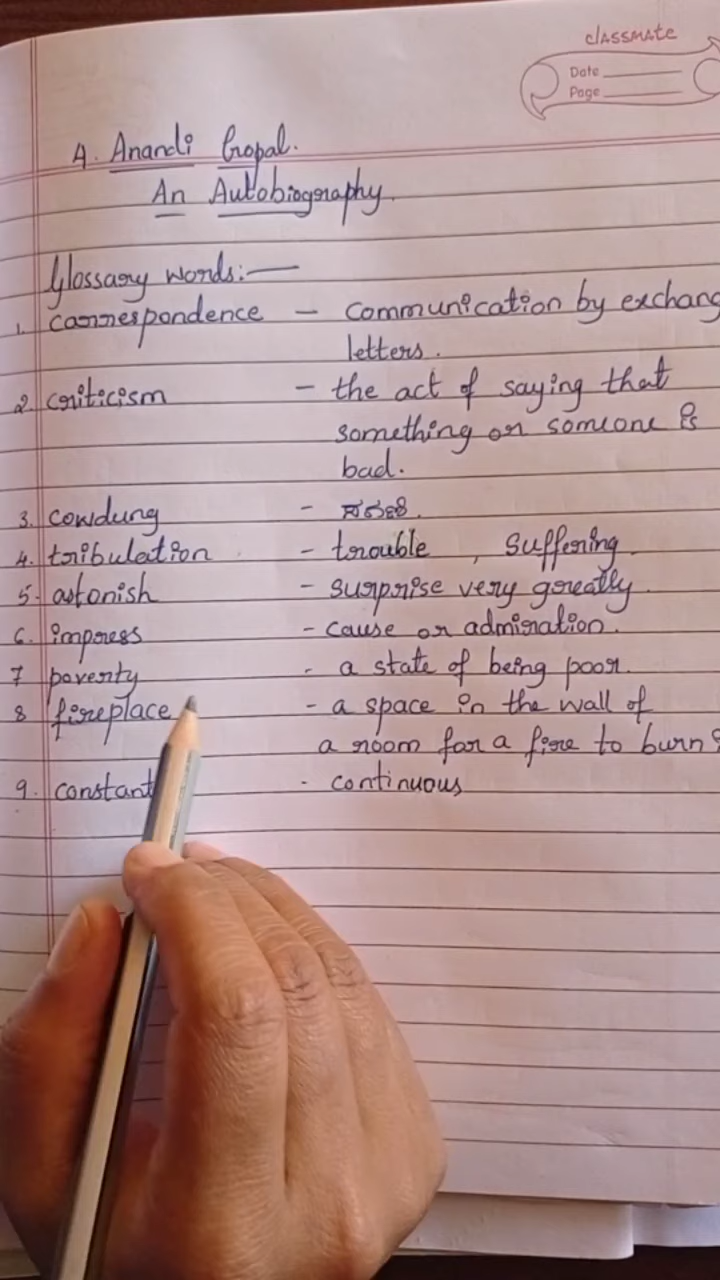 classmate
Date
Page
4. Anandi Gopal.
An Autobiography.
Glossary words:—
1. correspondence – communication by exchang
letters.
2. criticism – the act of saying that
something or someone is
bad.
3. cowdung – ಸಗಣಿ.
4. tribulation – trouble, suffering.
5. astonish – surprise very greatly.
6. impress – cause or admiration.
7 poverty - a state of being poor.
8 fireplace - a space in the wall of
a room for a fire to burn
9. constant - continuous